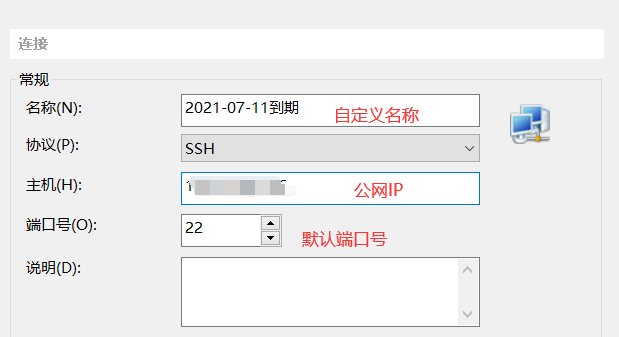 连接
常规
名称(N):
2021-07-11到期
自定义名称
协议(P):
SSH
主机(H):
公网IP
端口号(O):
22
默认端口号
说明(D):